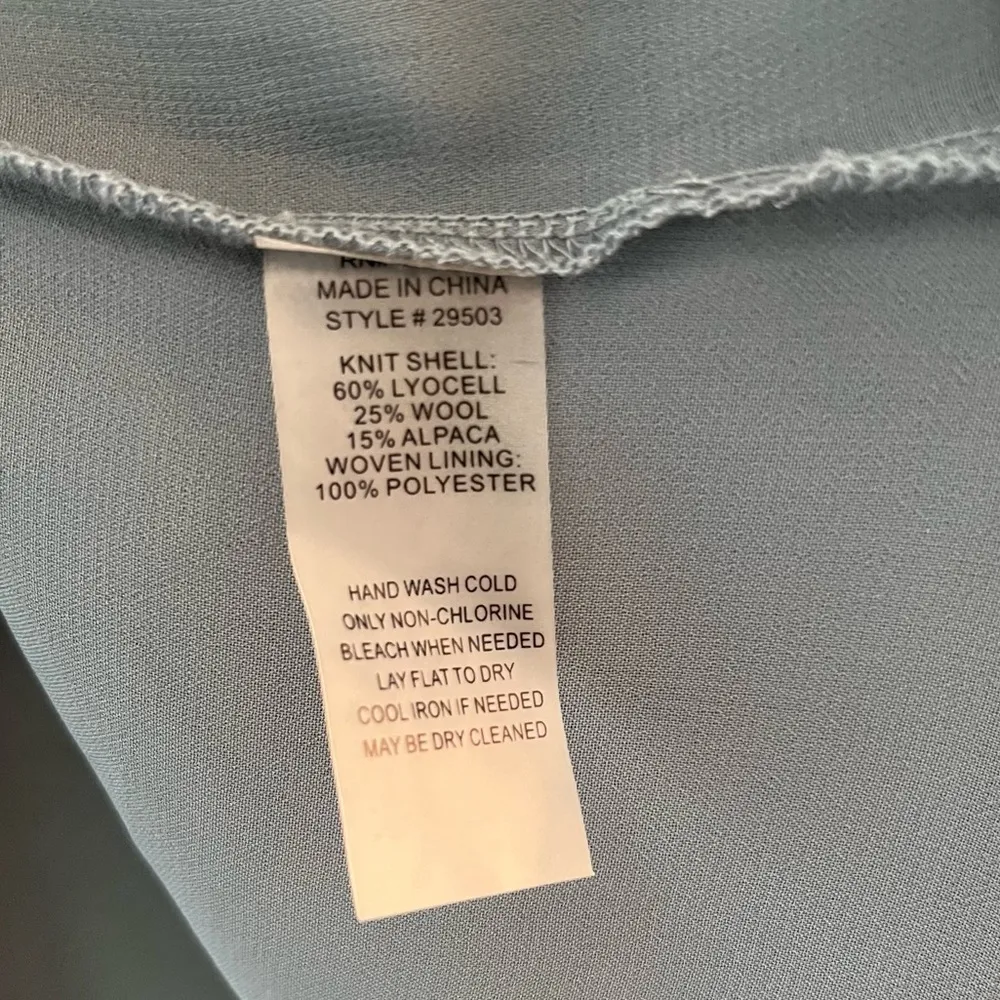 MADE IN CHINA
STYLE # 29503
KNIT SHELL:
60% LYOCELL
25% WOOL
15% ALPACA
WOVEN LINING:
100% POLYESTER
HAND WASH COLD
ONLY NON-CHLORINE
BLEACH WHEN NEEDED
LAY FLAT TO DRY
COOL IRON IF NEEDED
MAY BE DRY CLEANED